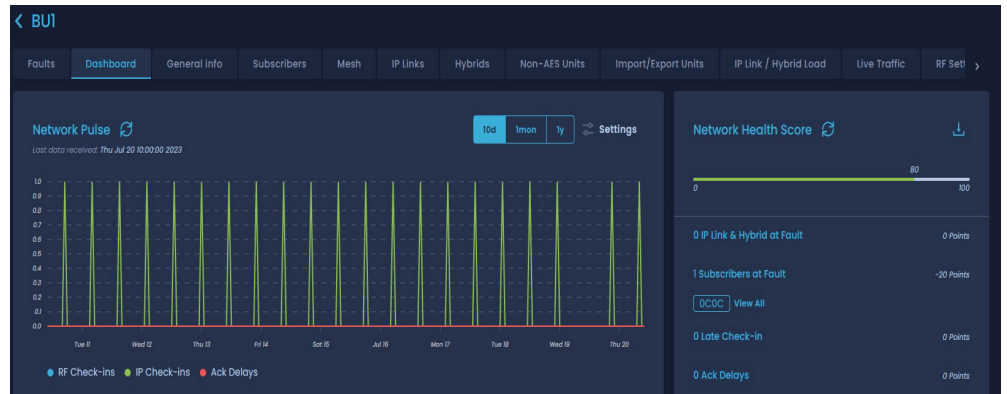 BU1
Faults Dashboard General info Subscribers Mesh IP Links Hybrids Non-AES Units Import/Export Units IP Link / Hybrid Load Live Traffic RF Sett
Network Pulse
10d 1mon 1y Settings
Last data received: Thu Jul 20 10:00:00 2023
1.0
0.9
0.8
0.7
0.6
0.5
0.4
0.3
0.2
0.1
0.0
Tue 11 Wed 12 Thu 13 Fri 14 Sat 15 Jul 16 Mon 17 Tue 18 Wed 19 Thu 20
RF Check-ins IP Check-ins Ack Delays
Network Health Score
80
0 100
0 IP Link & Hybrid at Fault 0 Points
1 Subscribers at Fault -20 Points
0C0C View All
0 Late Check-in 0 Points
0 Ack Delays 0 Points